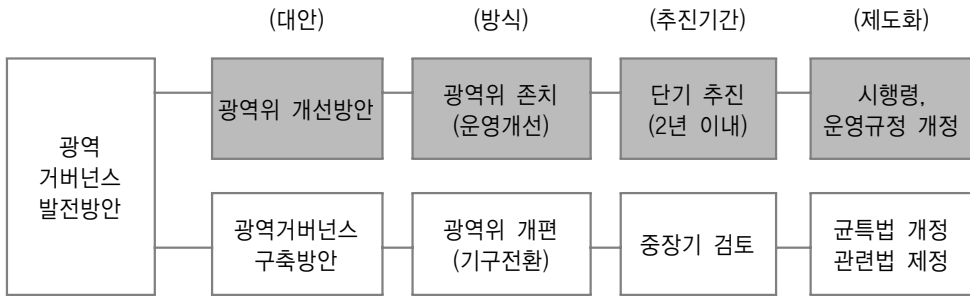 (대안) (방식) (추진기간) (제도화)
광역
거버넌스
발전방안
광역위 개선방안
광역위 존치
(운영개선)
단기 추진
(2년 이내)
시행령,
운영규정 개정
광역거버넌스
구축방안
광역위 개편
(기구전환)
중장기 검토
균특법 개정
관련법 제정